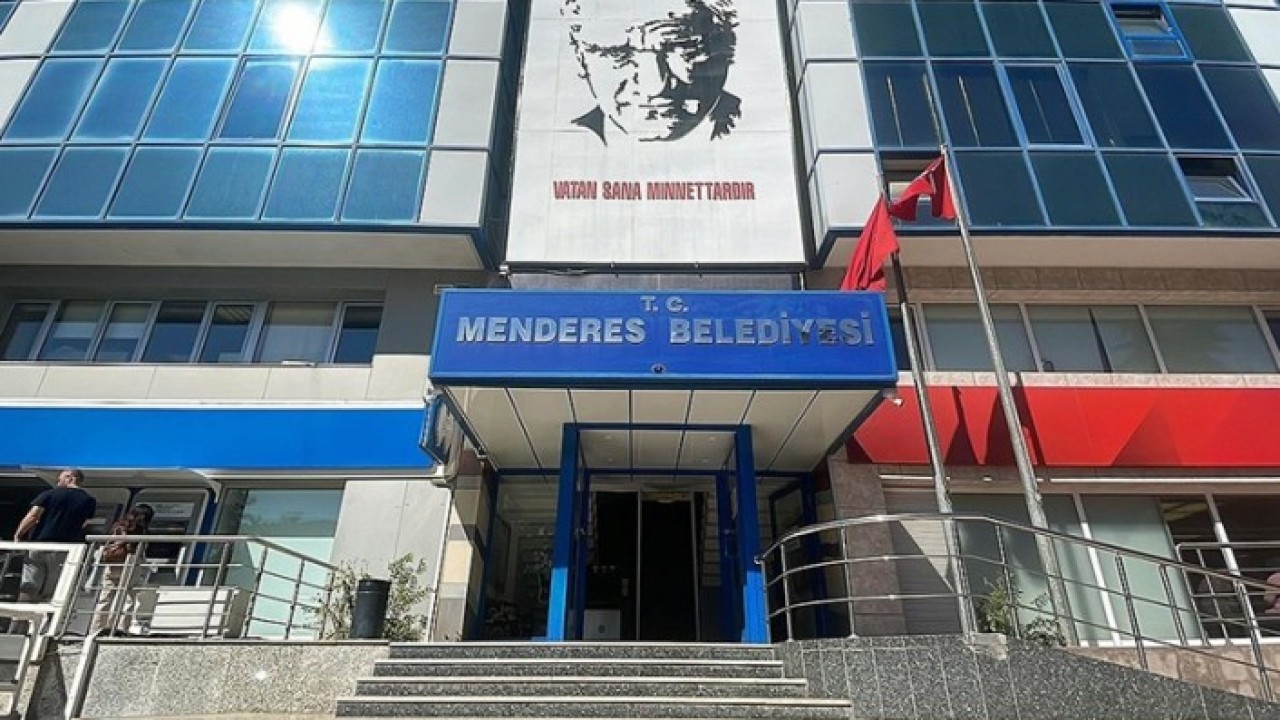 VATAN SANA MINNETTARDIR
T.C.
MENDERES BELEDİYESİ